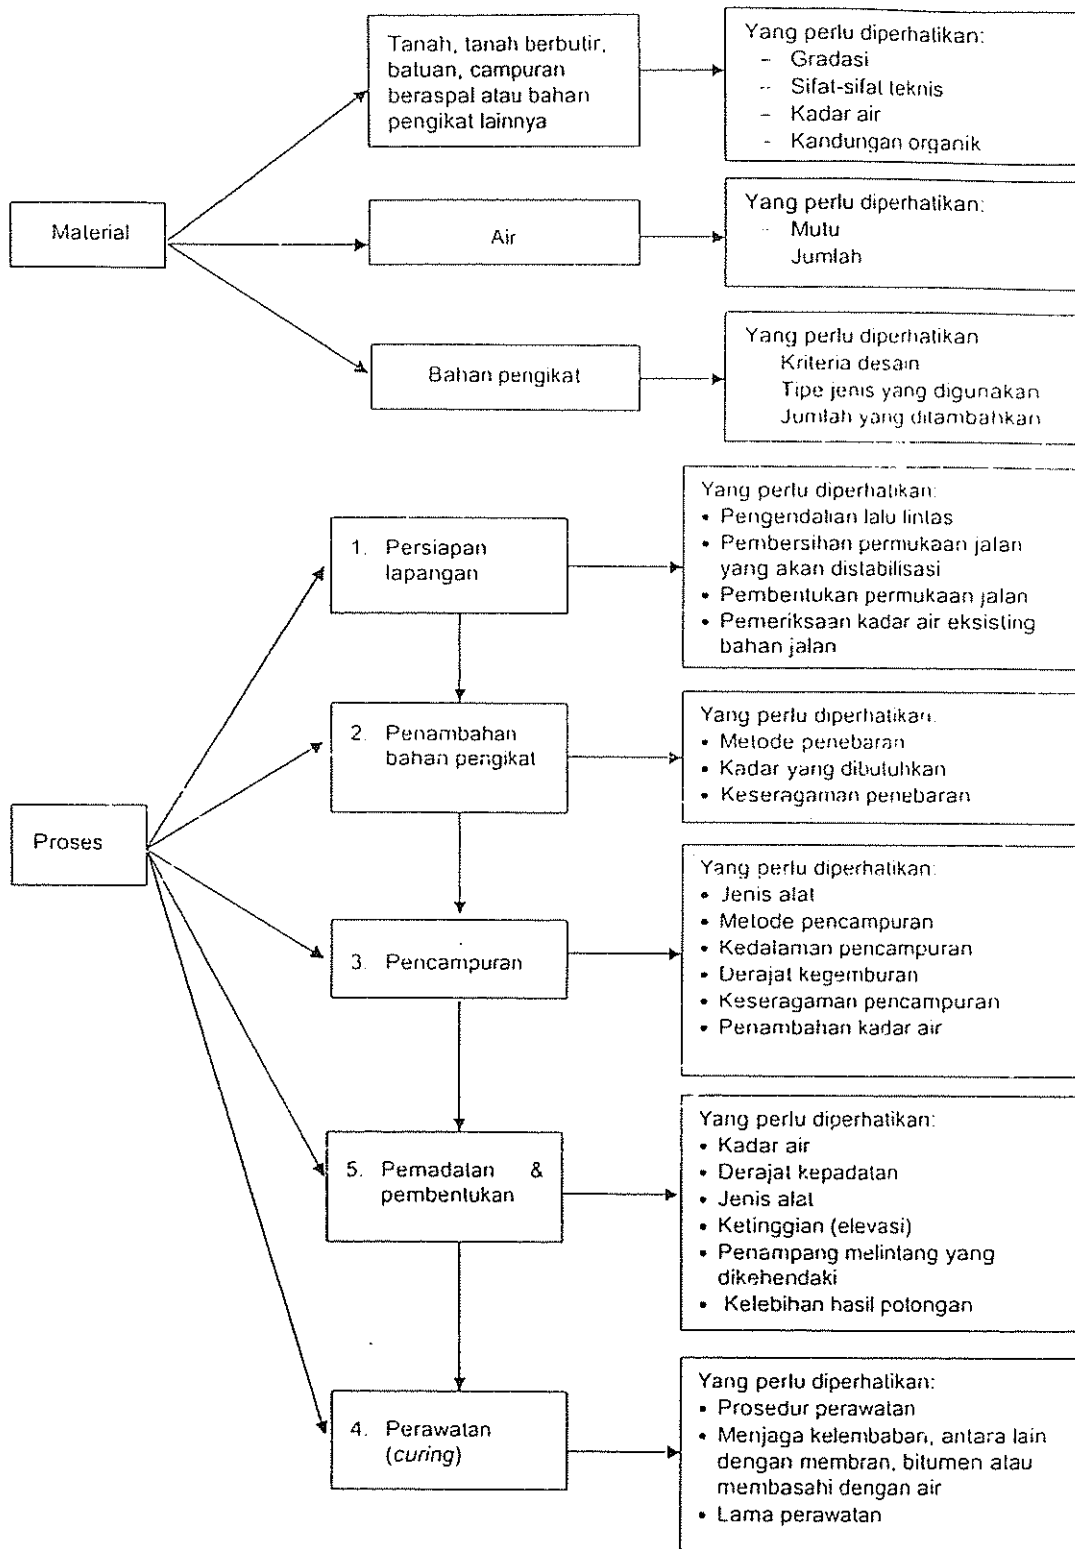 Tanah, tanah berbutir,
batuan, campuran
beraspal atau bahan
pengikat lainnya
Yang perlu diperhatikan:
- Gradasi
- Sifat-sifat teknis
- Kadar air
- Kandungan organik
Material
Air
Yang perlu diperhatikan:
- Mutu
Jumlah
Bahan pengikat
Yang perlu diperhatikan
Kriteria desain
Tipe jenis yang digunakan
Jumlah yang ditambahkan
Proses
1. Persiapan
lapangan
Yang perlu diperhatikan:
• Pengendalian lalu lintas
• Pembersihan permukaan jalan
yang akan distabilisasi
• Pembentukan permukaan jalan
• Pemeriksaan kadar air eksisting
bahan jalan
2. Penambahan
bahan pengikat
Yang perlu diperhatikan:
• Metode penebaran
• Kadar yang dibutuhkan
• Keseragaman penebaran
3. Pencampuran
Yang perlu diperhatikan:
• Jenis alat
• Metode pencampuran
• Kedalaman pencampuran
• Derajat kegemburan
• Keseragaman pencampuran
• Penambahan kadar air
5. Pemadatan &
pembentukan
Yang perlu diperhatikan:
• Kadar air
• Derajat kepadatan
• Jenis alat
• Ketinggian (elevasi)
• Penampang melintang yang
dikehendaki
• Kelebihan hasil potongan
4. Perawatan
(curing)
Yang perlu diperhatikan:
• Prosedur perawatan
• Menjaga kelembaban, antara lain
dengan membran, bitumen atau
membasahi dengan air
• Lama perawatan